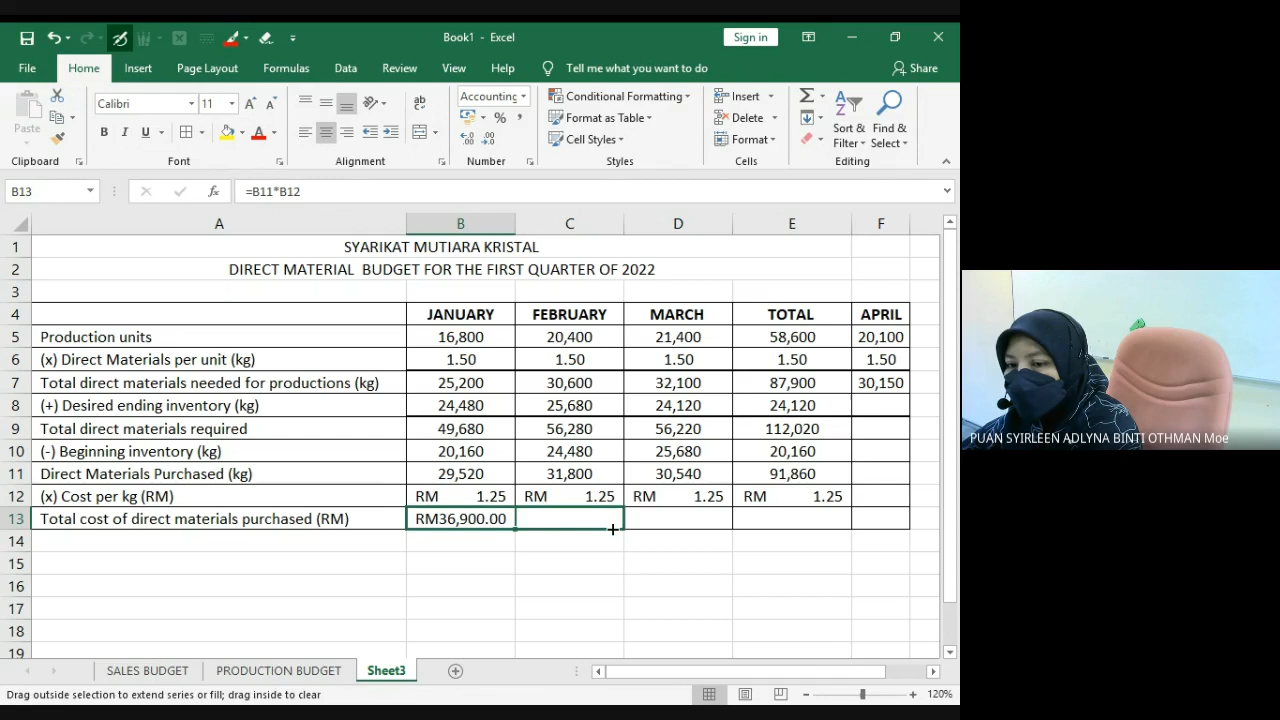 Book1 - Excel
Sign in
File Home Insert Page Layout Formulas Data Review View Help Tell me what you want to do Share
Paste
Calibri 11
B I U
ab
Accounting
% ,
Conditional Formatting
Format as Table
Cell Styles
Insert
Delete
Format
Sort & Filter
Find & Select
Clipboard Font Alignment Number Styles Cells Editing
B13 fx =B11*B12
A B C D E F
1 SYARIKAT MUTIARA KRISTAL
2 DIRECT MATERIAL BUDGET FOR THE FIRST QUARTER OF 2022
3
4 JANUARY FEBRUARY MARCH TOTAL APRIL
5 Production units 16,800 20,400 21,400 58,600 20,100
6 (x) Direct Materials per unit (kg) 1.50 1.50 1.50 1.50 1.50
7 Total direct materials needed for productions (kg) 25,200 30,600 32,100 87,900 30,150
8 (+) Desired ending inventory (kg) 24,480 25,680 24,120 24,120
9 Total direct materials required 49,680 56,280 56,220 112,020
10 (-) Beginning inventory (kg) 20,160 24,480 25,680 20,160
11 Direct Materials Purchased (kg) 29,520 31,800 30,540 91,860
12 (x) Cost per kg (RM) RM 1.25 RM 1.25 RM 1.25 RM 1.25
13 Total cost of direct materials purchased (RM) RM36,900.00
14
15
16
17
18
19
SALES BUDGET PRODUCTION BUDGET Sheet3
Drag outside selection to extend series or fill; drag inside to clear
120%
PUAN SYIRLEEN ADLYNA BINTI OTHMAN Moe